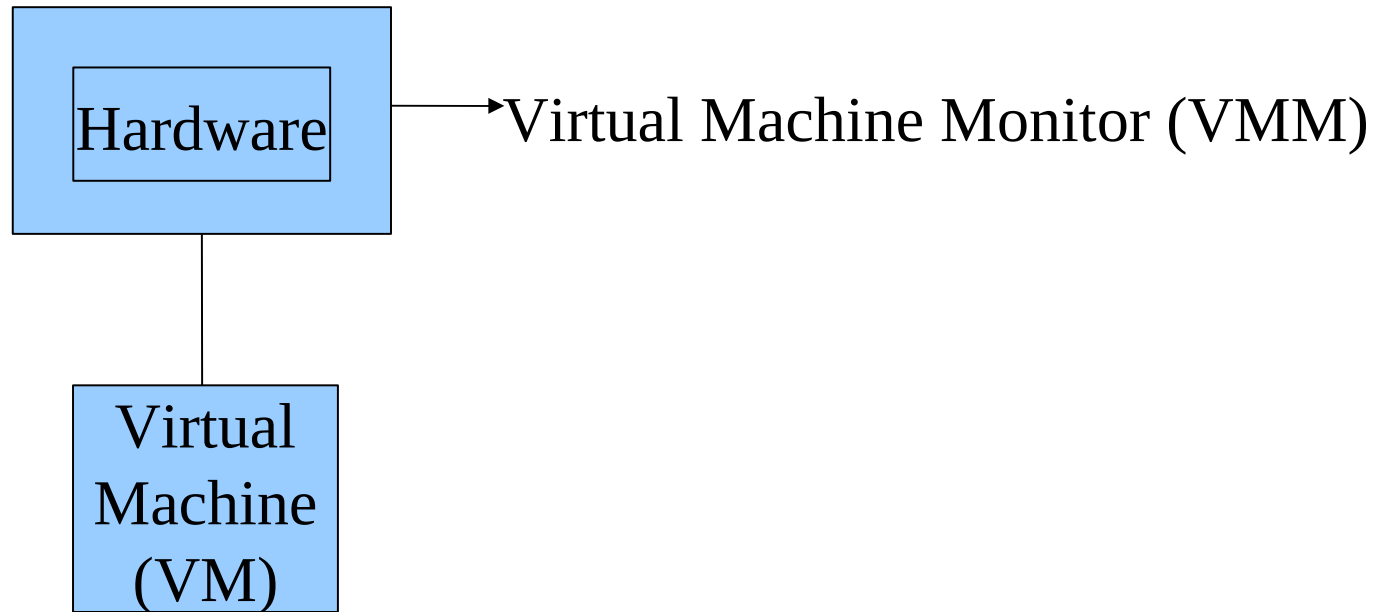 Hardware
Virtual Machine Monitor (VMM)
Virtual
Machine
(VM)